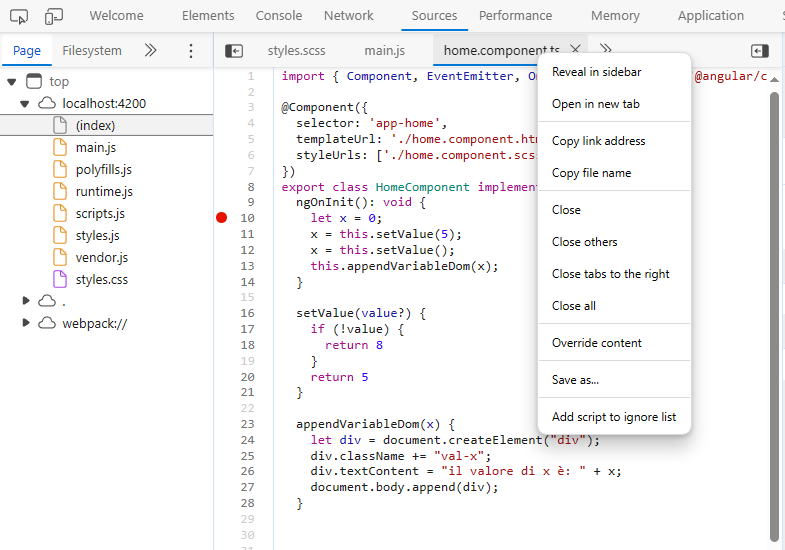 Welcome Elements Console Network Sources Performance Memory Application
Page Filesystem
styles.scss main.js home.component.ts
top
localhost:4200
(index)
main.js
polyfills.js
runtime.js
scripts.js
styles.js
vendor.js
styles.css
.
webpack://
1 import { Component, EventEmitter, @angular/c
2
3 @Component({
4 selector: 'app-home',
5 templateUrl: './home.component.htm
6 styleUrls: ['./home.component.scs
7 })
8 export class HomeComponent implement
9 ngOnInit(): void {
10 let x = 0;
11 x = this.setValue(5);
12 x = this.setValue();
13 this.appendVariableDom(x);
14 }
15
16 setValue(value?) {
17 if (!value) {
18 return 8
19 }
20 return 5
21 }
22
23 appendVariableDom(x) {
24 let div = document.createElement("div");
25 div.className += "val-x";
26 div.textContent = "il valore di x è: " + x;
27 document.body.append(div);
28 }
29
30
Reveal in sidebar
Open in new tab
Copy link address
Copy file name
Close
Close others
Close tabs to the right
Close all
Override content
Save as...
Add script to ignore list